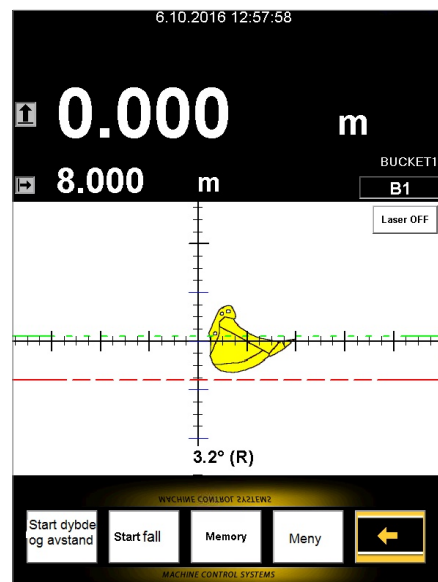 6.10.2016 12:57:58
0.000 m
BUCKET1
8.000 m
B1
Laser OFF
3.2° (R)
MACHINE CONTROL SYSTEMS
Start dybde
og avstand
Start fall
Memory
Meny
MACHINE CONTROL SYSTEMS